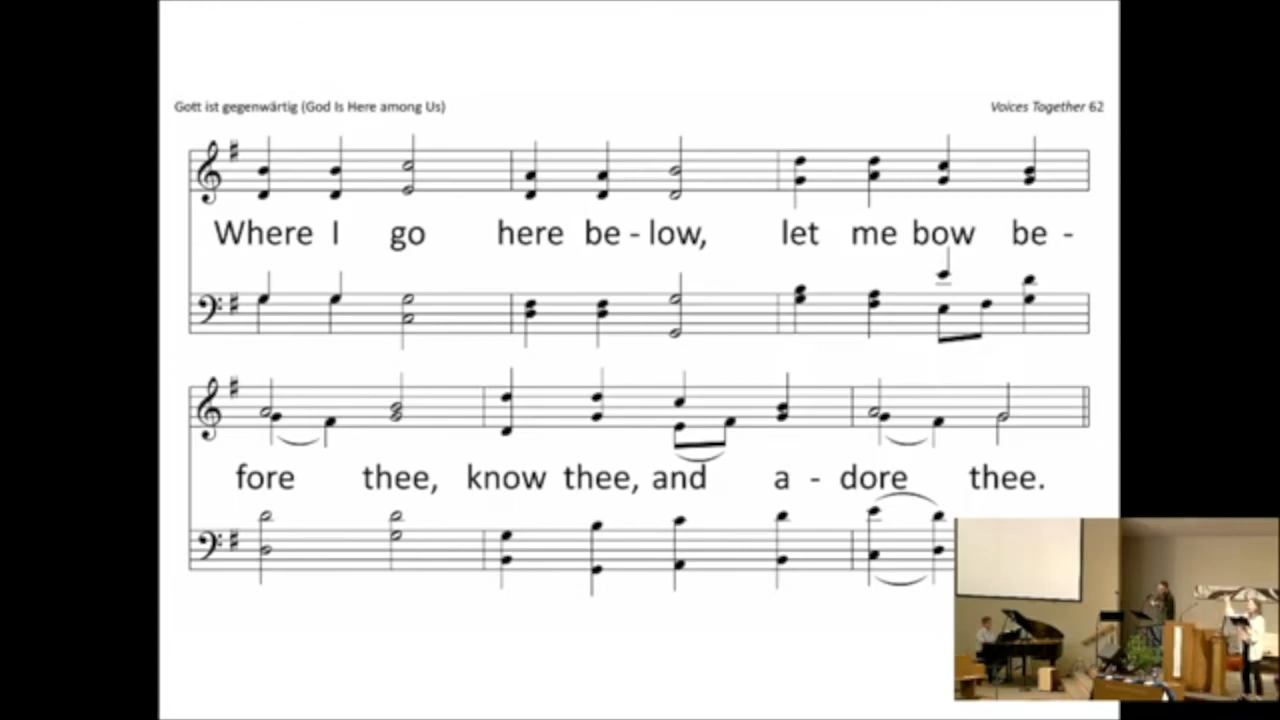 Gott ist gegenwärtig (God Is Here among Us)
Voices Together 62
Where I go here be - low, let me bow be -
fore thee, know thee, and a - dore thee.